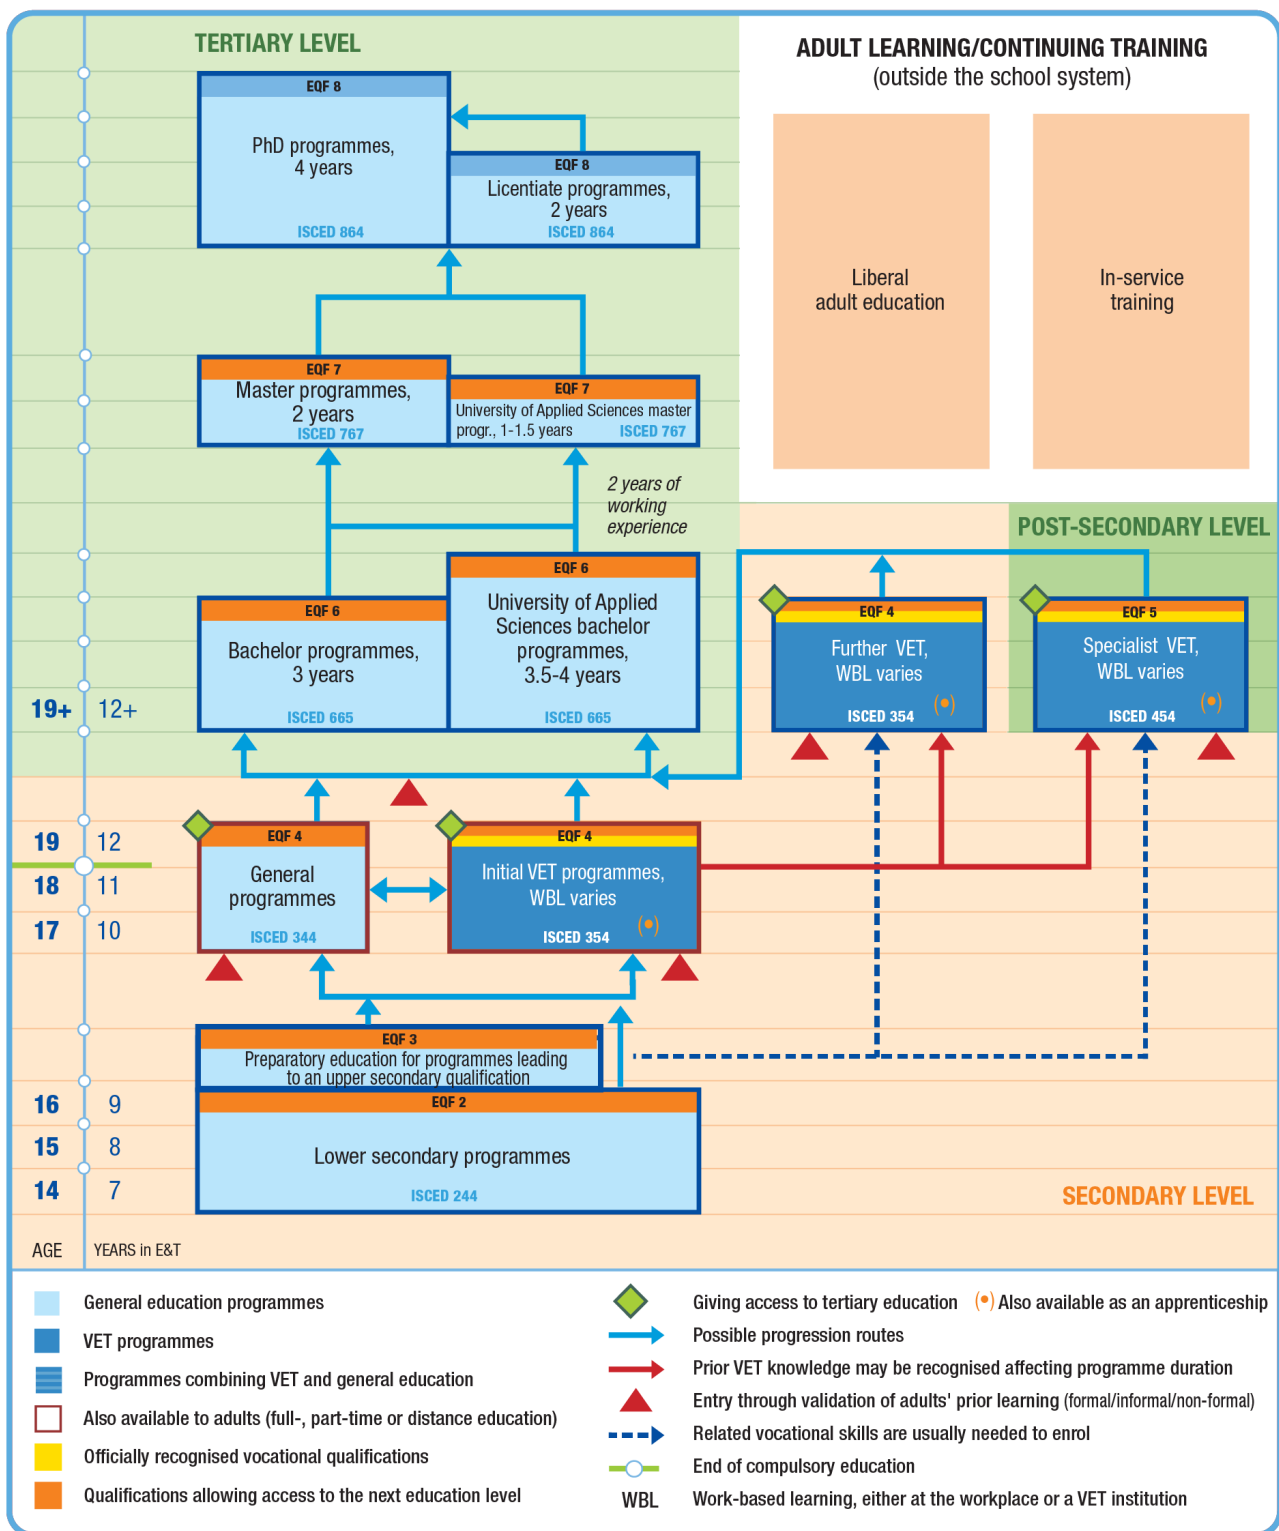 TERTIARY LEVEL
ADULT LEARNING/CONTINUING TRAINING
(outside the school system)
EQF 8
PhD programmes,
4 years
ISCED 864
EQF 8
Licentiate programmes,
2 years
ISCED 864
Liberal
adult education
In-service
training
EQF 7
Master programmes,
2 years
ISCED 767
EQF 7
University of Applied Sciences master
progr., 1-1.5 years ISCED 767
2 years of
working
experience
POST-SECONDARY LEVEL
EQF 6
Bachelor programmes,
3 years
ISCED 665
EQF 6
University of Applied
Sciences bachelor
programmes,
3.5-4 years
ISCED 665
EQF 4
Further VET,
WBL varies
ISCED 354 (•)
EQF 5
Specialist VET,
WBL varies
ISCED 454 (•)
19+ 12+
19 12
18 11
17 10
EQF 4
General
programmes
ISCED 344
EQF 4
Initial VET programmes,
WBL varies
ISCED 354 (•)
EQF 3
Preparatory education for programmes leading
to an upper secondary qualification
16 9
15 8
14 7
EQF 2
Lower secondary programmes
ISCED 244
SECONDARY LEVEL
AGE YEARS in E&T
General education programmes
VET programmes
Programmes combining VET and general education
Also available to adults (full-, part-time or distance education)
Officially recognised vocational qualifications
Qualifications allowing access to the next education level
Giving access to tertiary education (•) Also available as an apprenticeship
Possible progression routes
Prior VET knowledge may be recognised affecting programme duration
Entry through validation of adults' prior learning (formal/informal/non-formal)
Related vocational skills are usually needed to enrol
End of compulsory education
WBL Work-based learning, either at the workplace or a VET institution